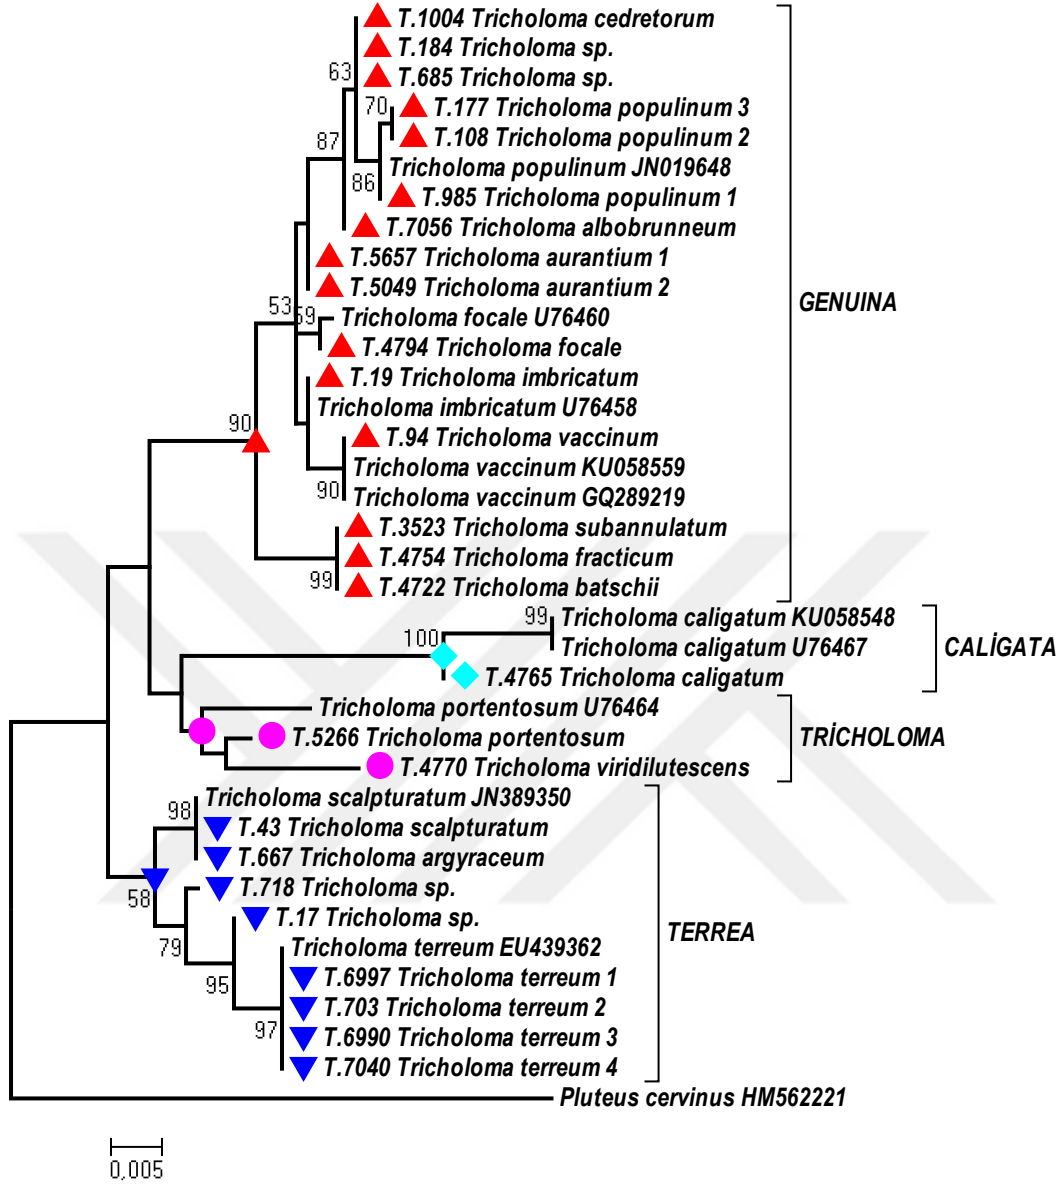 T.1004 Tricholoma cedretorum
T.184 Tricholoma sp.
63
T.685 Tricholoma sp.
70
T.177 Tricholoma populinum 3
T.108 Tricholoma populinum 2
87
Tricholoma populinum JN019648
86
T.985 Tricholoma populinum 1
T.7056 Tricholoma albobrunneum
T.5657 Tricholoma aurantium 1
T.5049 Tricholoma aurantium 2
GENUINA
53
59
Tricholoma focale U76460
T.4794 Tricholoma focale
T.19 Tricholoma imbricatum
Tricholoma imbricatum U76458
90
T.94 Tricholoma vaccinum
Tricholoma vaccinum KU058559
90
Tricholoma vaccinum GQ289219
T.3523 Tricholoma subannulatum
T.4754 Tricholoma fracticum
99
T.4722 Tricholoma batschii
99
Tricholoma caligatum KU058548
100
Tricholoma caligatum U76467
CALİGATA
T.4765 Tricholoma caligatum
Tricholoma portentosum U76464
T.5266 Tricholoma portentosum
TRİCHOLOMA
T.4770 Tricholoma viridilutescens
Tricholoma scalpturatum JN389350
98
T.43 Tricholoma scalpturatum
T.667 Tricholoma argyraceum
T.718 Tricholoma sp.
58
T.17 Tricholoma sp.
TERREA
79
Tricholoma terreum EU439362
T.6997 Tricholoma terreum 1
95
T.703 Tricholoma terreum 2
97
T.6990 Tricholoma terreum 3
T.7040 Tricholoma terreum 4
Pluteus cervinus HM562221
0,005